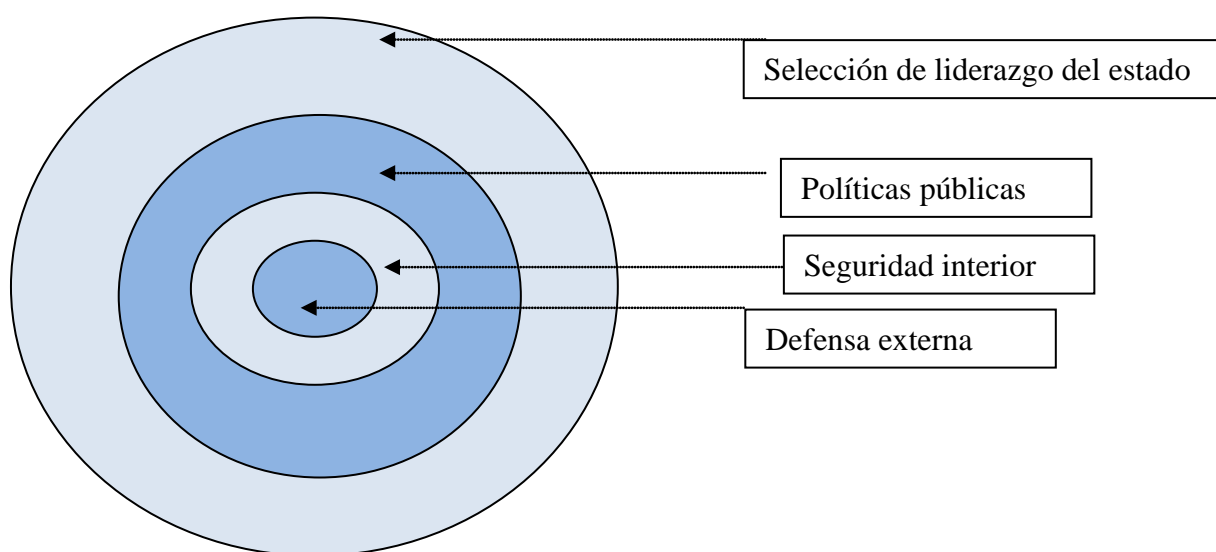 Selección de liderazgo del estado
Políticas públicas
Seguridad interior
Defensa externa